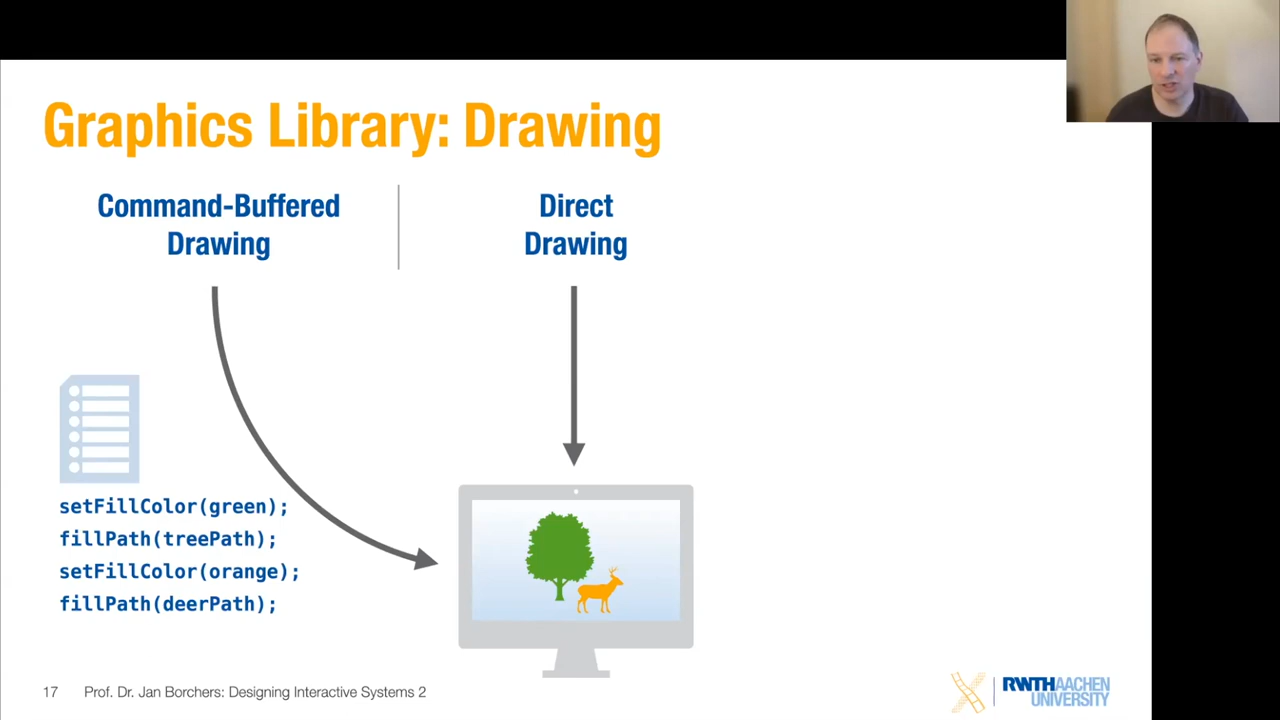 Graphics Library: Drawing
Command-Buffered
Drawing
Direct
Drawing
setFillColor(green);
fillPath(treePath);
setFillColor(orange);
fillPath(deerPath);
17 Prof. Dr. Jan Borchers: Designing Interactive Systems 2
RWTHAACHEN
UNIVERSITY